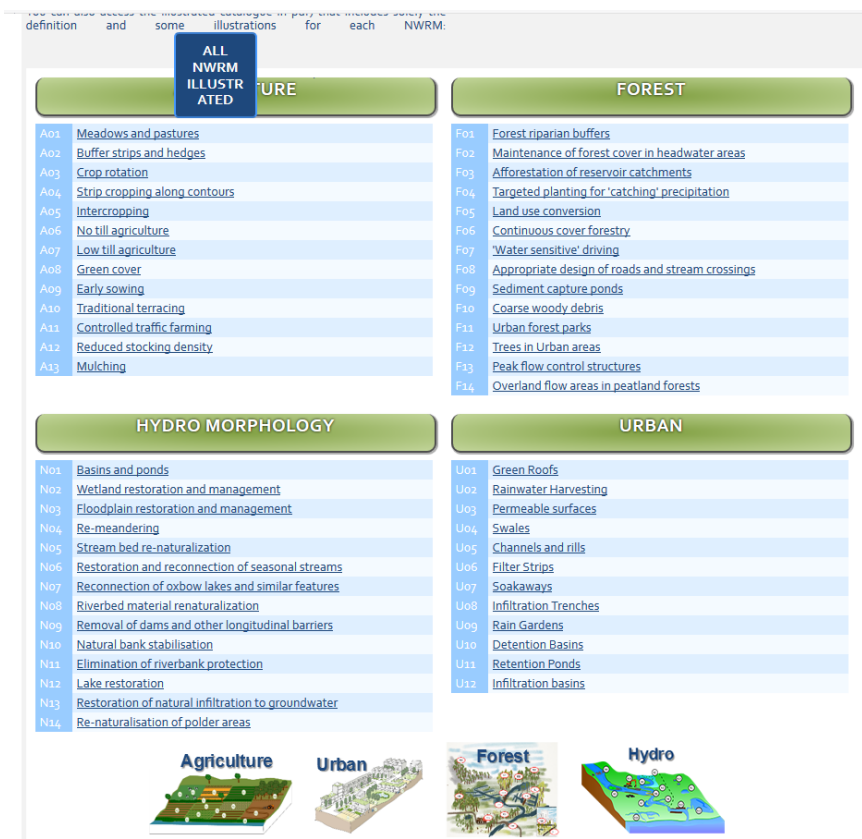 definition and some illustrations for each NWRM:
ALL
NWRM
ILLUSTR
ATED
TURE
A01 Meadows and pastures
A02 Buffer strips and hedges
A03 Crop rotation
A04 Strip cropping along contours
A05 Intercropping
A06 No till agriculture
A07 Low till agriculture
A08 Green cover
A09 Early sowing
A10 Traditional terracing
A11 Controlled traffic farming
A12 Reduced stocking density
A13 Mulching
FOREST
F01 Forest riparian buffers
F02 Maintenance of forest cover in headwater areas
F03 Afforestation of reservoir catchments
F04 Targeted planting for 'catching' precipitation
F05 Land use conversion
F06 Continuous cover forestry
F07 'Water sensitive' driving
F08 Appropriate design of roads and stream crossings
F09 Sediment capture ponds
F10 Coarse woody debris
F11 Urban forest parks
F12 Trees in Urban areas
F13 Peak flow control structures
F14 Overland flow areas in peatland forests
HYDRO MORPHOLOGY
N01 Basins and ponds
N02 Wetland restoration and management
N03 Floodplain restoration and management
N04 Re-meandering
N05 Stream bed re-naturalization
N06 Restoration and reconnection of seasonal streams
N07 Reconnection of oxbow lakes and similar features
N08 Riverbed material renaturalization
N09 Removal of dams and other longitudinal barriers
N10 Natural bank stabilisation
N11 Elimination of riverbank protection
N12 Lake restoration
N13 Restoration of natural infiltration to groundwater
N14 Re-naturalisation of polder areas
URBAN
U01 Green Roofs
U02 Rainwater Harvesting
U03 Permeable surfaces
U04 Swales
U05 Channels and rills
U06 Filter Strips
U07 Soakaways
U08 Infiltration Trenches
U09 Rain Gardens
U10 Detention Basins
U11 Retention Ponds
U12 Infiltration basins
Agriculture
Urban
Forest
Hydro